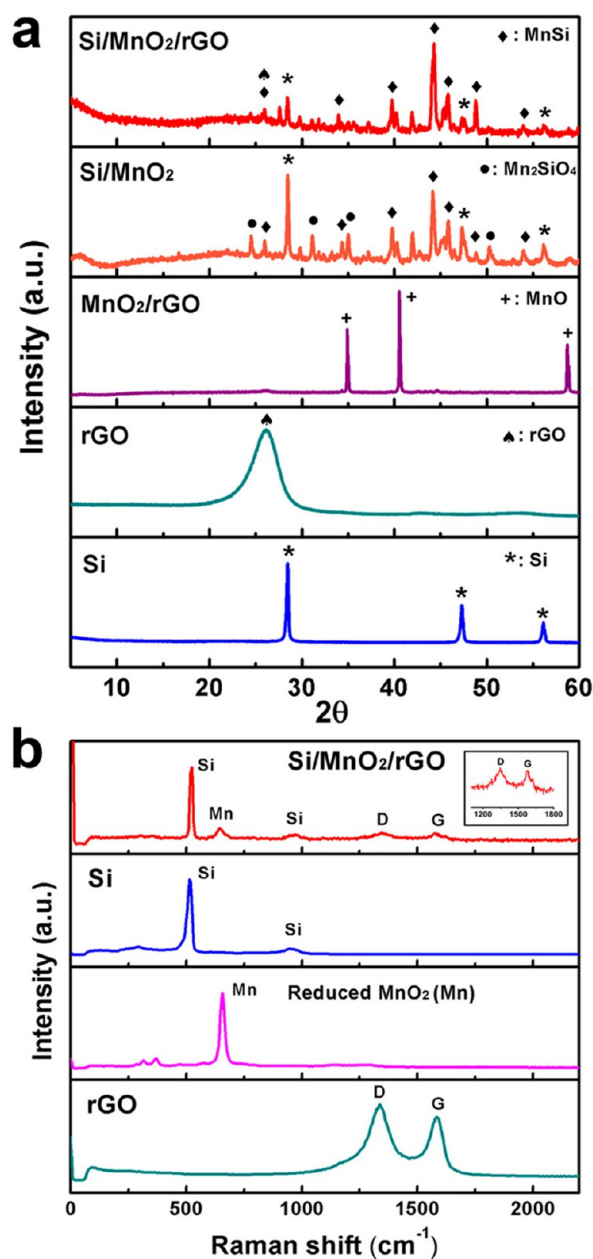 a
Si/MnO₂/rGO
♦: MnSi
♠
*
♦ ♦ ♦ ♦ ♦ ♦ * ♦ *
Si/MnO₂
●: Mn₂SiO₄
*
● ♦ ● ♦ ● ♦ ♦ ♦ * ♦ ● ♦ *
MnO₂/rGO
+: MnO
+ + +
rGO
♠: rGO
♠
Si
*: Si
* * *
Intensity (a.u.)
10 20 30 40 50 60
2θ
b
Si/MnO₂/rGO
D G
1200 1500 1800
Si Mn Si D G
Si
Si Si
Reduced MnO₂ (Mn)
Mn
rGO
D G
Intensity (a.u.)
0 500 1000 1500 2000
Raman shift (cm⁻¹)